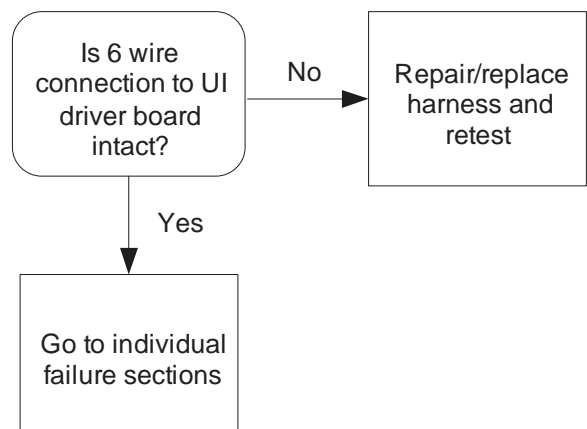 Is 6 wire
connection to UI
driver board
intact?
No
Repair/replace
harness and
retest
Yes
Go to individual
failure sections